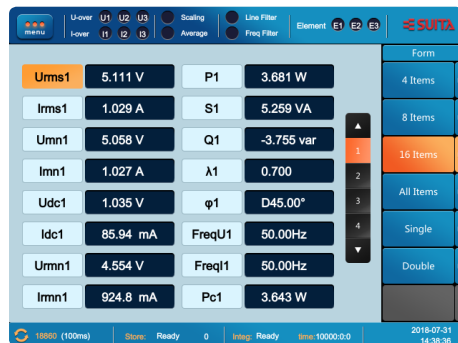 menu
U-over U1 U2 U3 Scaling Line Filter
I-over I1 I2 I3 Average Freq Filter
Element E1 E2 E3
SUITA
Form
Urms1 5.111 V P1 3.681 W
Irms1 1.029 A S1 5.259 VA
Umn1 5.058 V Q1 -3.755 var
Imn1 1.027 A λ1 0.700
Udc1 1.035 V φ1 D45.00°
Idc1 85.94 mA FreqU1 50.00Hz
Urmn1 4.554 V FreqI1 50.00Hz
Irmn1 924.8 mA Pc1 3.643 W
1
2
3
4
4 Items
8 Items
16 Items
All Items
Single
Double
18860 (100ms) Store: Ready 0 Integ: Ready time:10000:0:0
2018-07-31
14:38:36